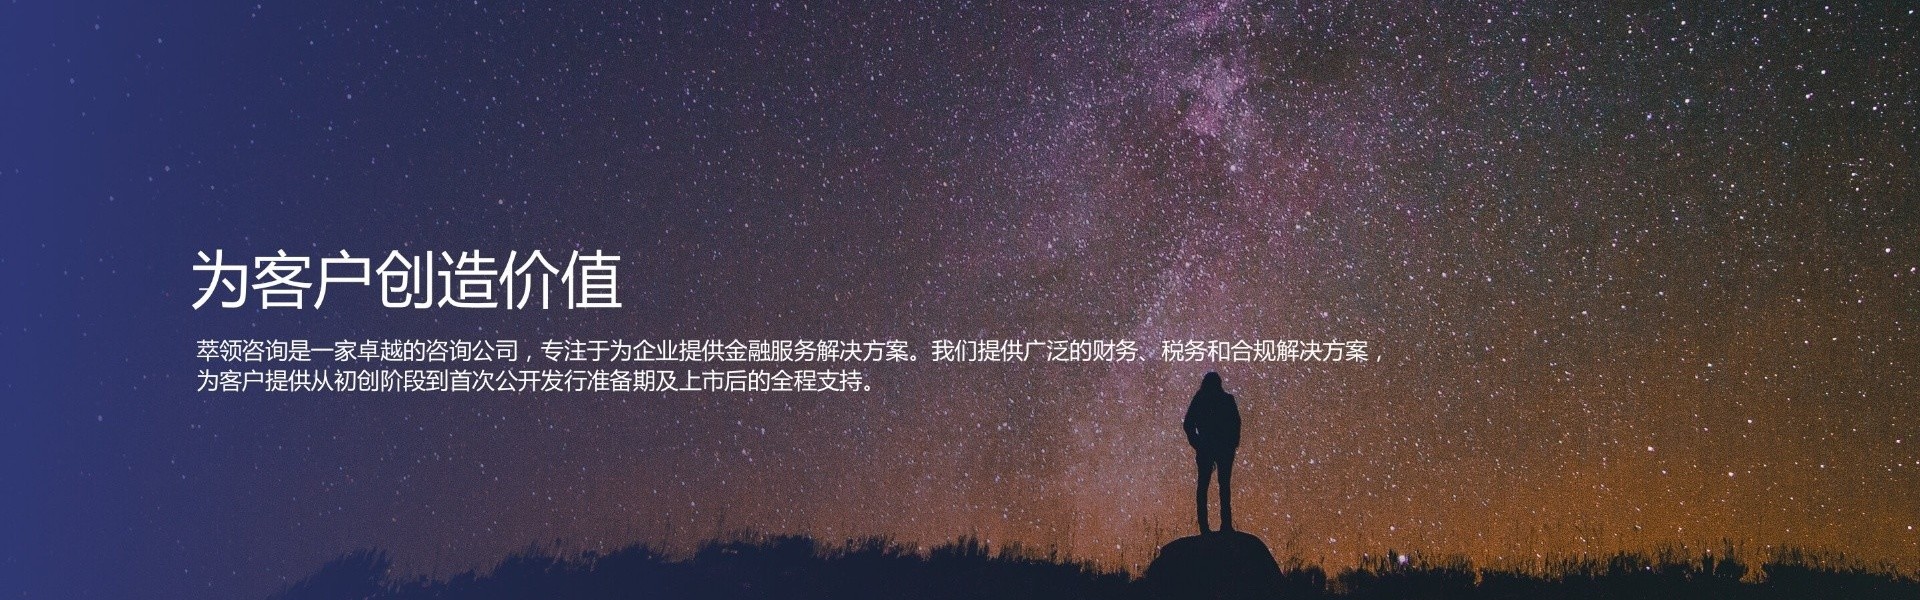 为客户创造价值
萃领咨询是一家卓越的咨询公司，专注于为企业提供金融服务解决方案。我们提供广泛的财务、税务和合规解决方案，
为客户提供从初创阶段到首次公开发行准备期及上市后的全程支持。